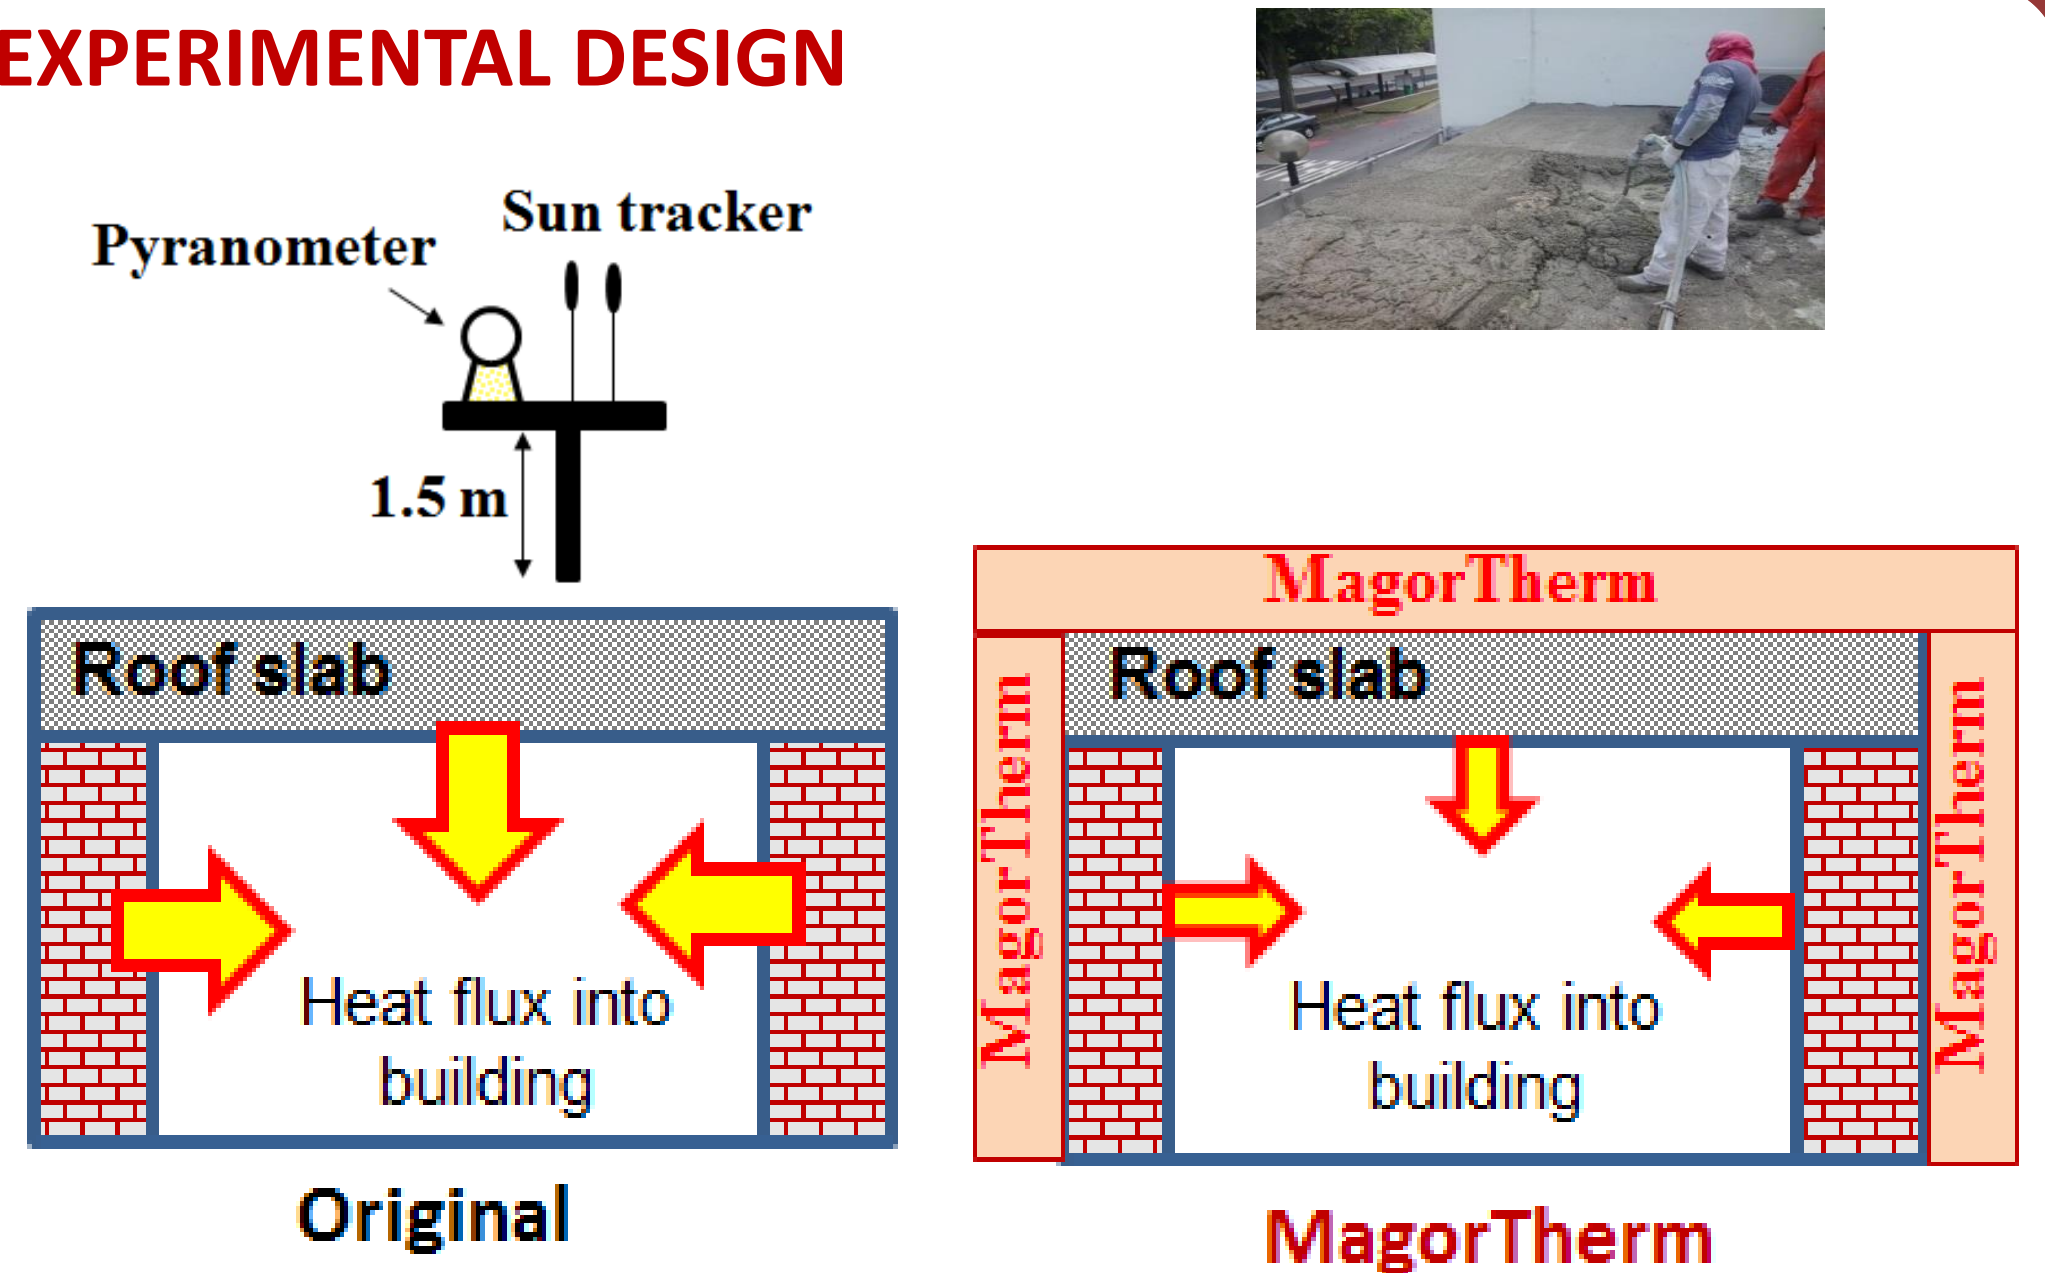 EXPERIMENTAL DESIGN
Sun tracker
Pyranometer
1.5 m
Roof slab
Heat flux into
building
Original
MagorTherm
MagorTherm
Roof slab
MagorTherm
Heat flux into
building
MagorTherm